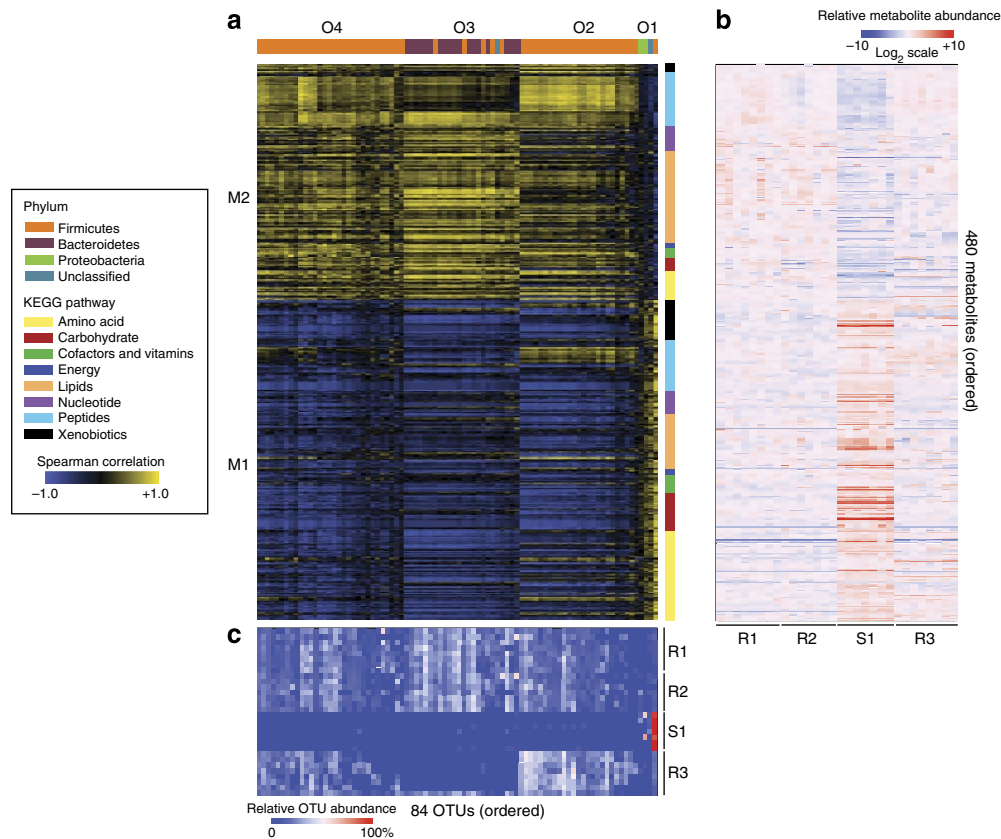 a
O4
O3
O2
O1
b
Relative metabolite abundance
−10
+10
Log2 scale
Phylum
Firmicutes
Bacteroidetes
Proteobacteria
Unclassified
KEGG pathway
Amino acid
Carbohydrate
Cofactors and vitamins
Energy
Lipids
Nucleotide
Peptides
Xenobiotics
Spearman correlation
−1.0
+1.0
M2
M1
480 metabolites (ordered)
R1
R2
S1
R3
c
R1
R2
S1
R3
Relative OTU abundance
0
100%
84 OTUs (ordered)